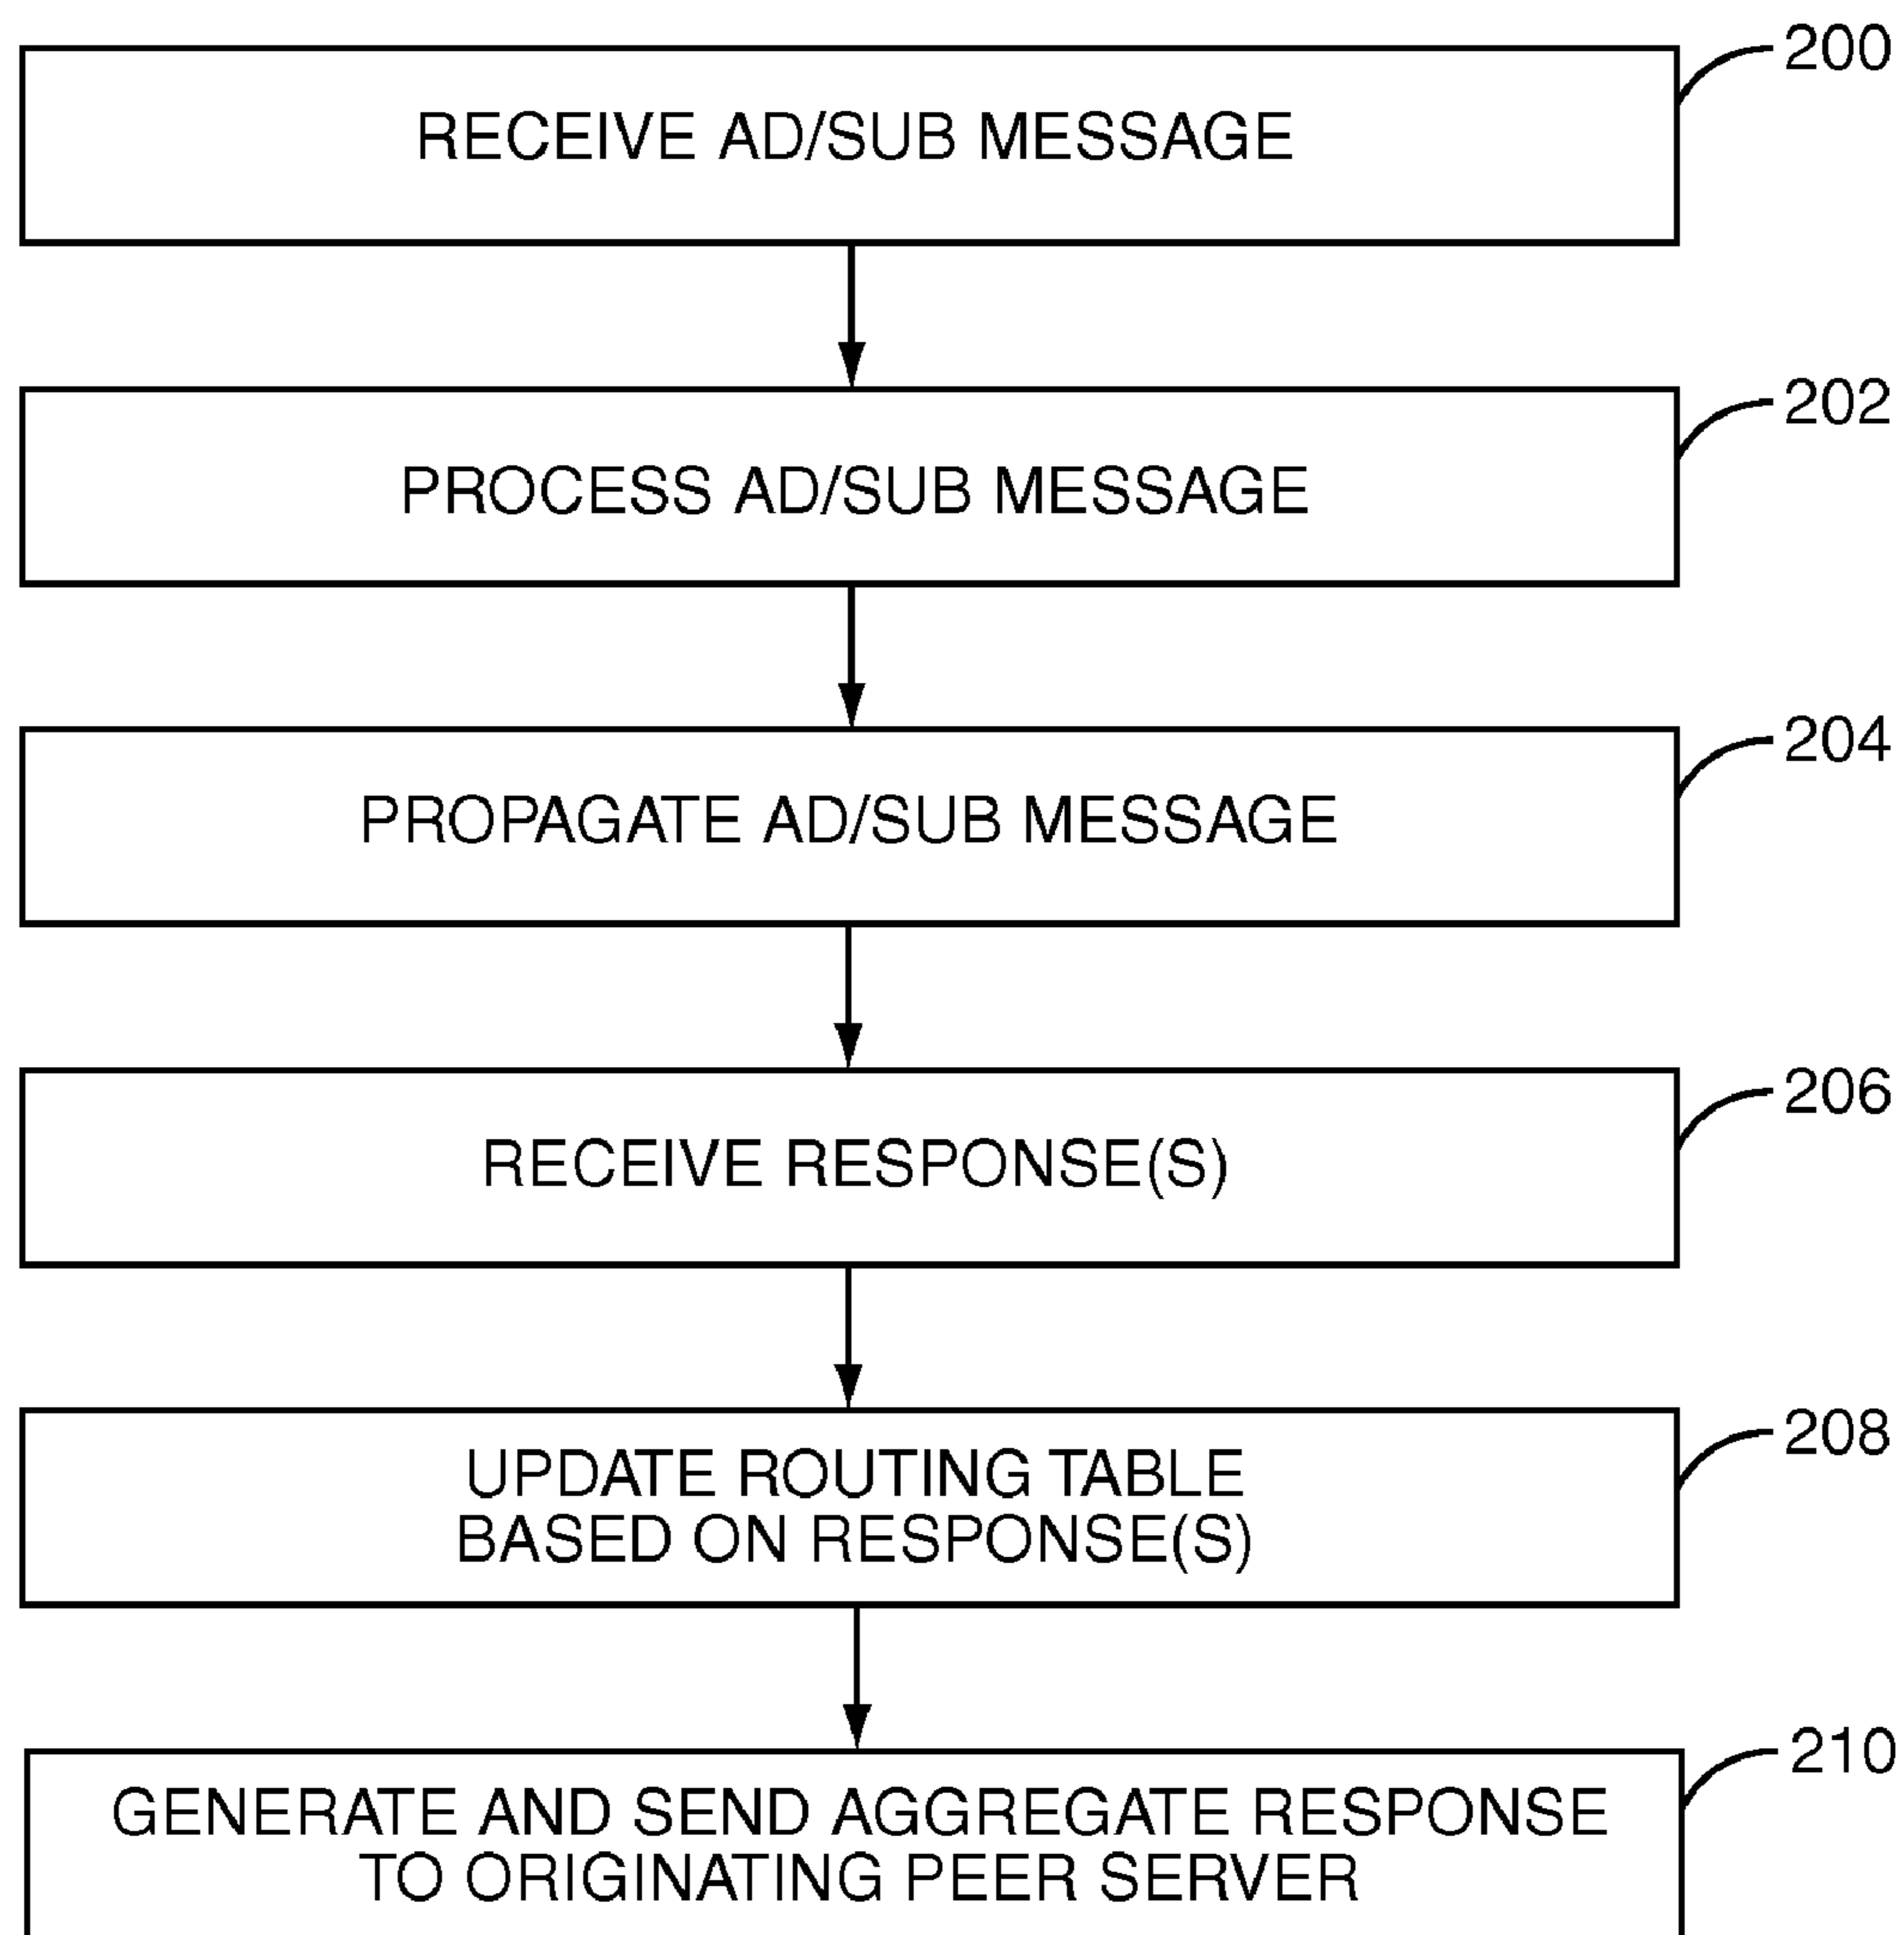 200
RECEIVE AD/SUB MESSAGE
202
PROCESS AD/SUB MESSAGE
204
PROPAGATE AD/SUB MESSAGE
206
RECEIVE RESPONSE(S)
208
UPDATE ROUTING TABLE
BASED ON RESPONSE(S)
210
GENERATE AND SEND AGGREGATE RESPONSE
TO ORIGINATING PEER SERVER